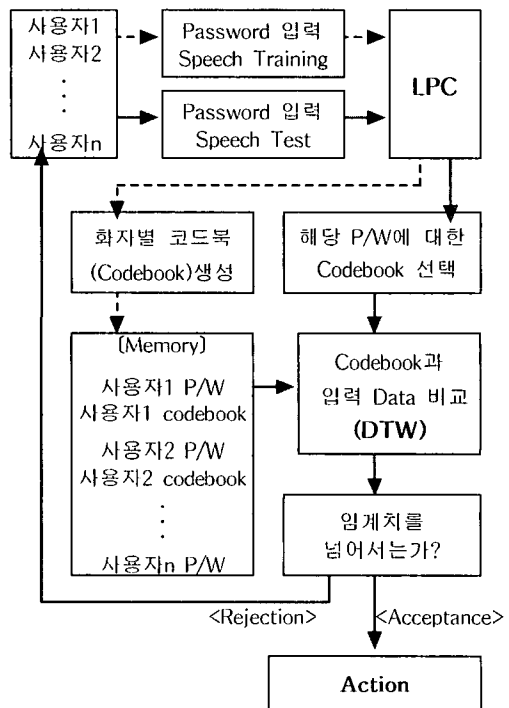 사용자1
사용자2
사용자n
Password 입력
Speech Training
Password 입력
Speech Test
LPC
화자별 코드북
(Codebook)생성
해당 P/W에 대한
Codebook 선택
[Memory]
사용자1 P/W
사용자1 codebook
사용자2 P/W
사용자2 codebook
사용자n P/W
Codebook과
입력 Data 비교
(DTW)
임계치를
넘어서는가?
<Rejection>
<Acceptance>
Action